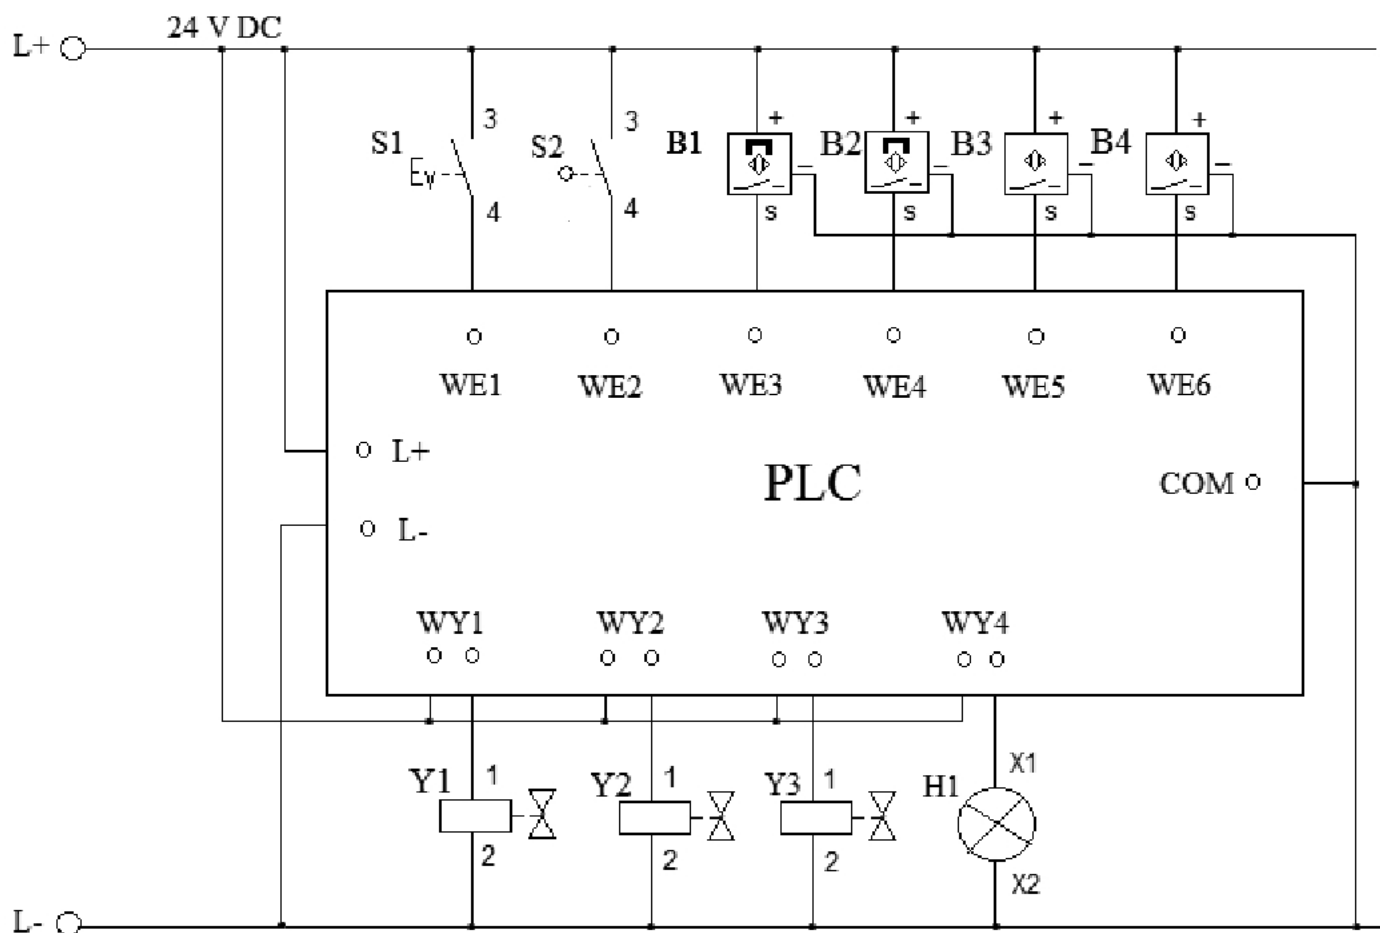 24 V DC
L+
3 3 + + + +
S1 S2 B1 B2 B3 B4
- - - -
4 4 s s s s
WE1 WE2 WE3 WE4 WE5 WE6
L+
PLC COM
L-
WY1 WY2 WY3 WY4
Y1 1 Y2 1 Y3 1 H1 X1
2 2 2 X2
L-